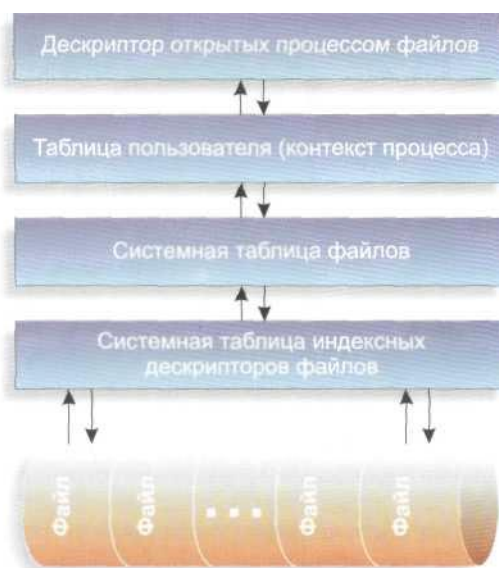 Дескриптор открытых процессом файлов
Таблица пользователя (контекст процесса)
Системная таблица файлов
Системная таблица индексных
дескрипторов файлов
Файл
Файл
...
Файл
Файл